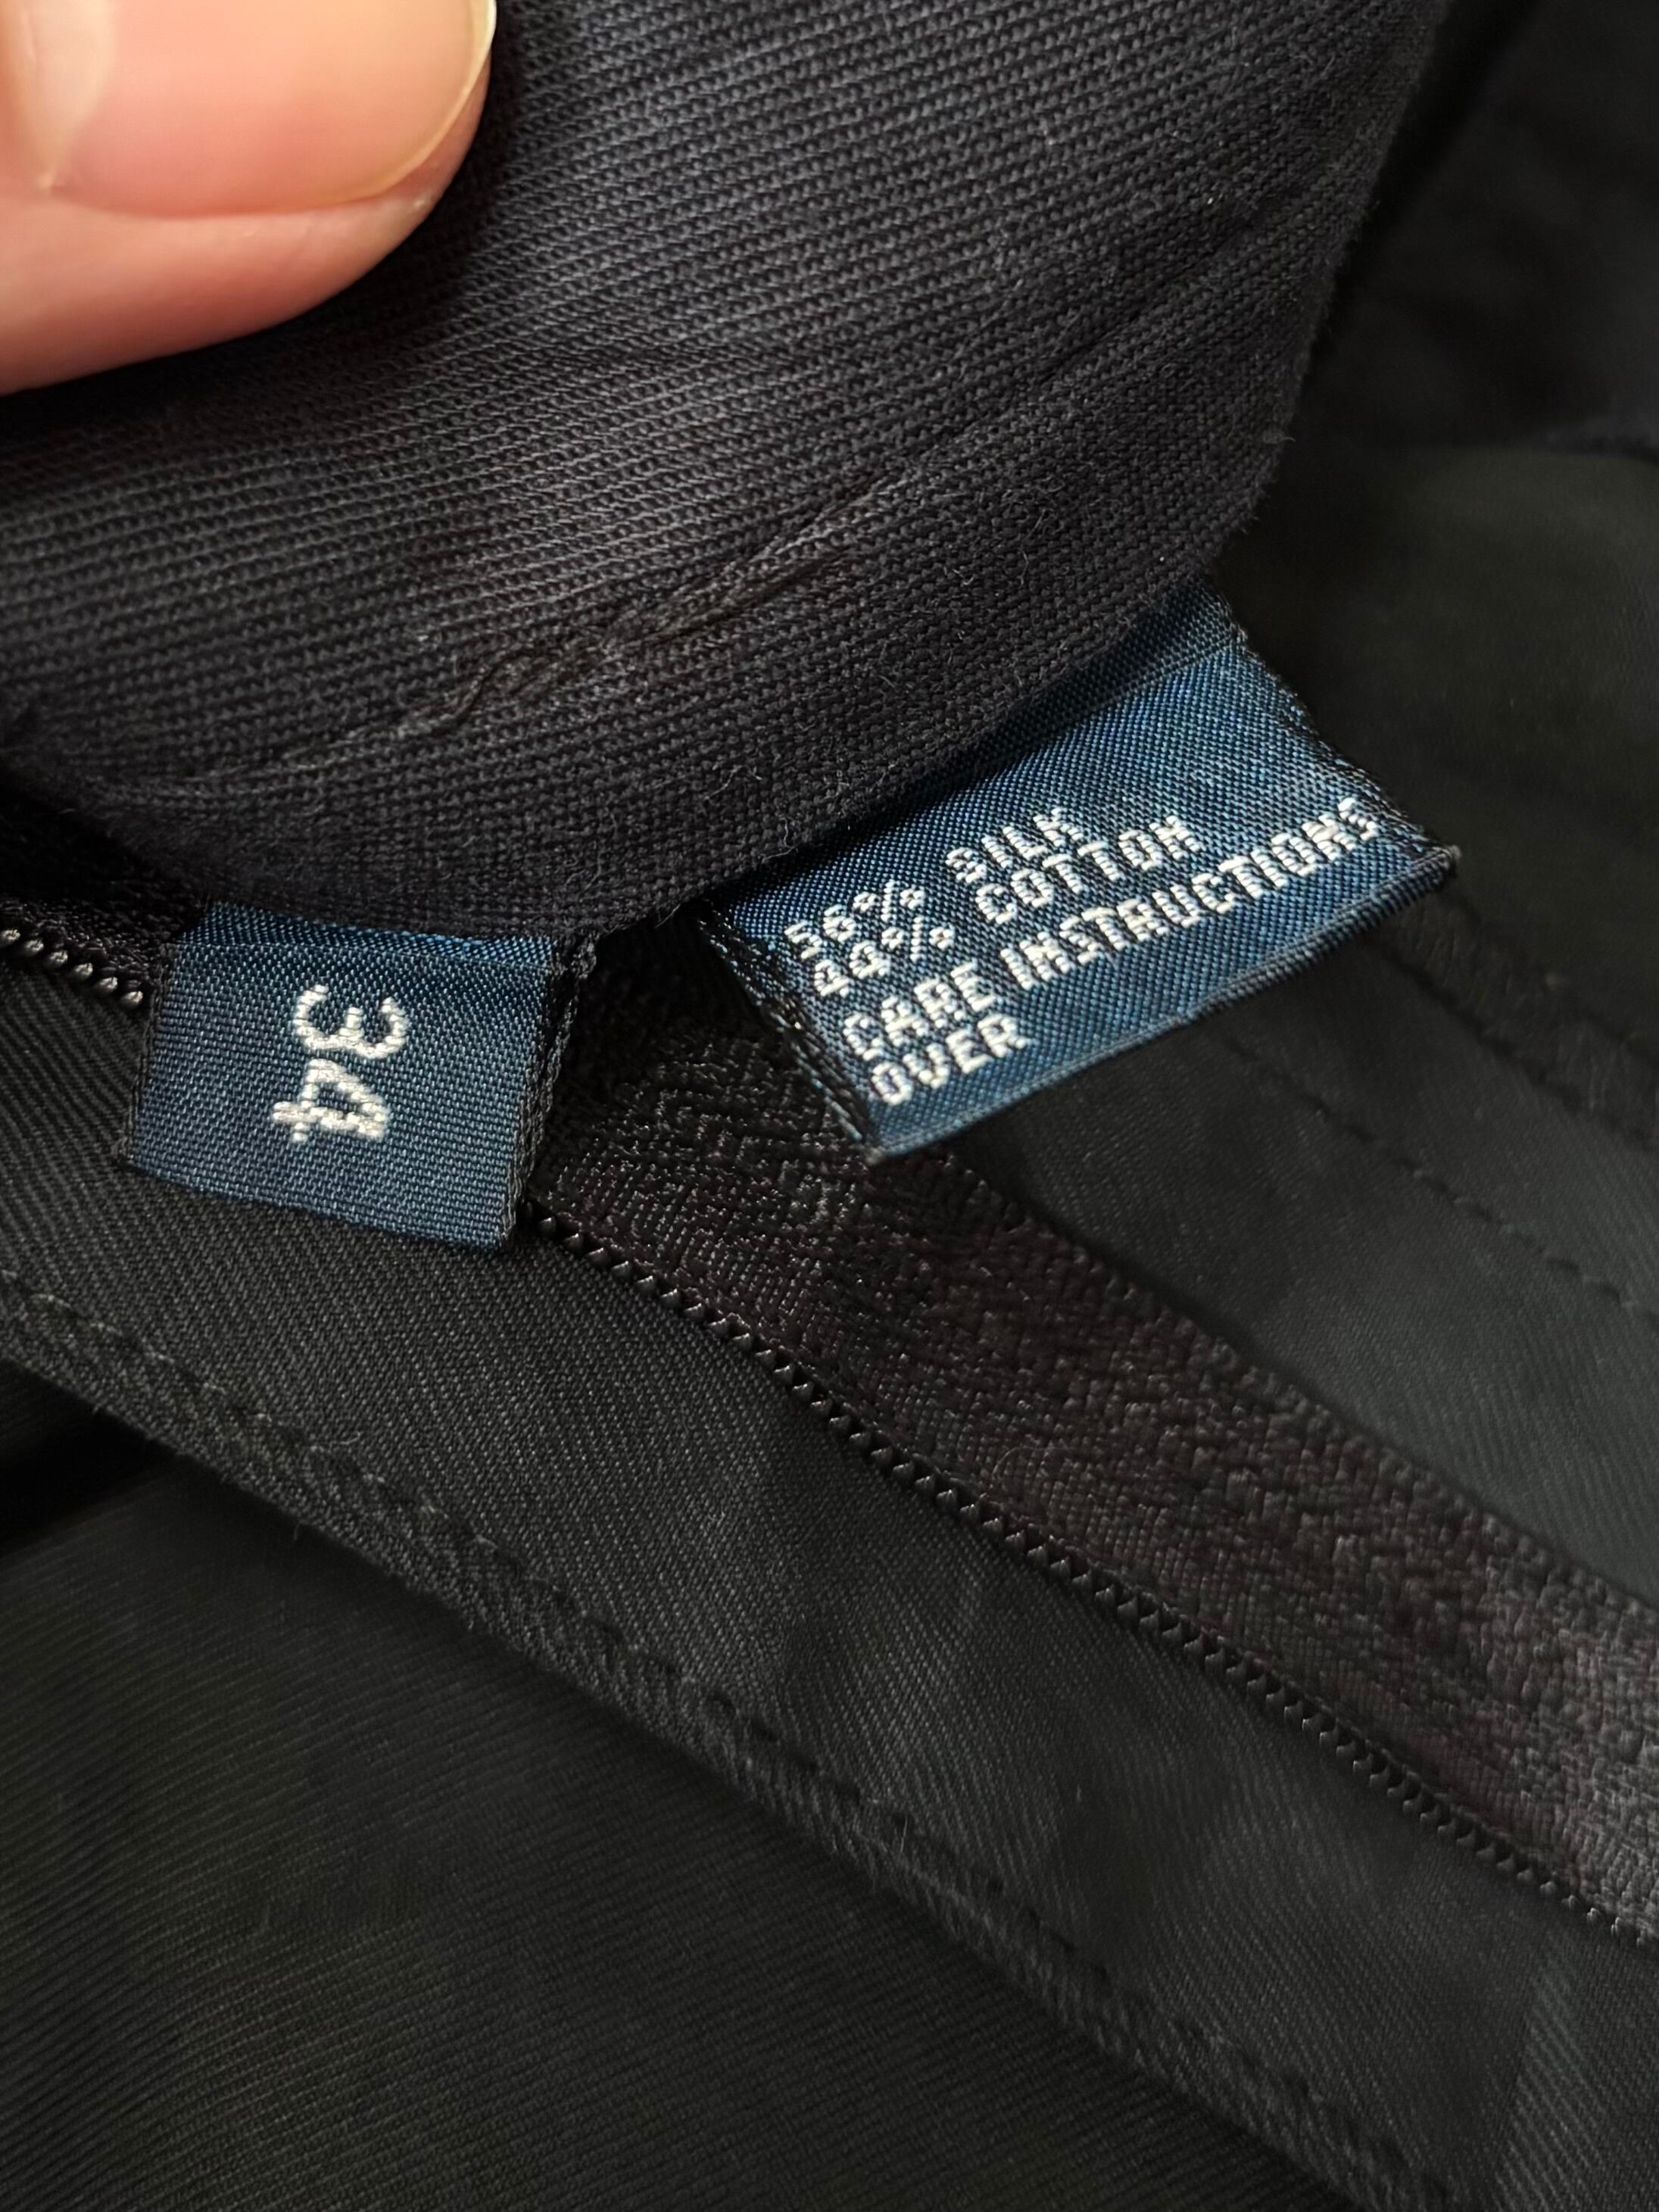 34
56% SILK
44% COTTON
CARE INSTRUCTIONS
OVER